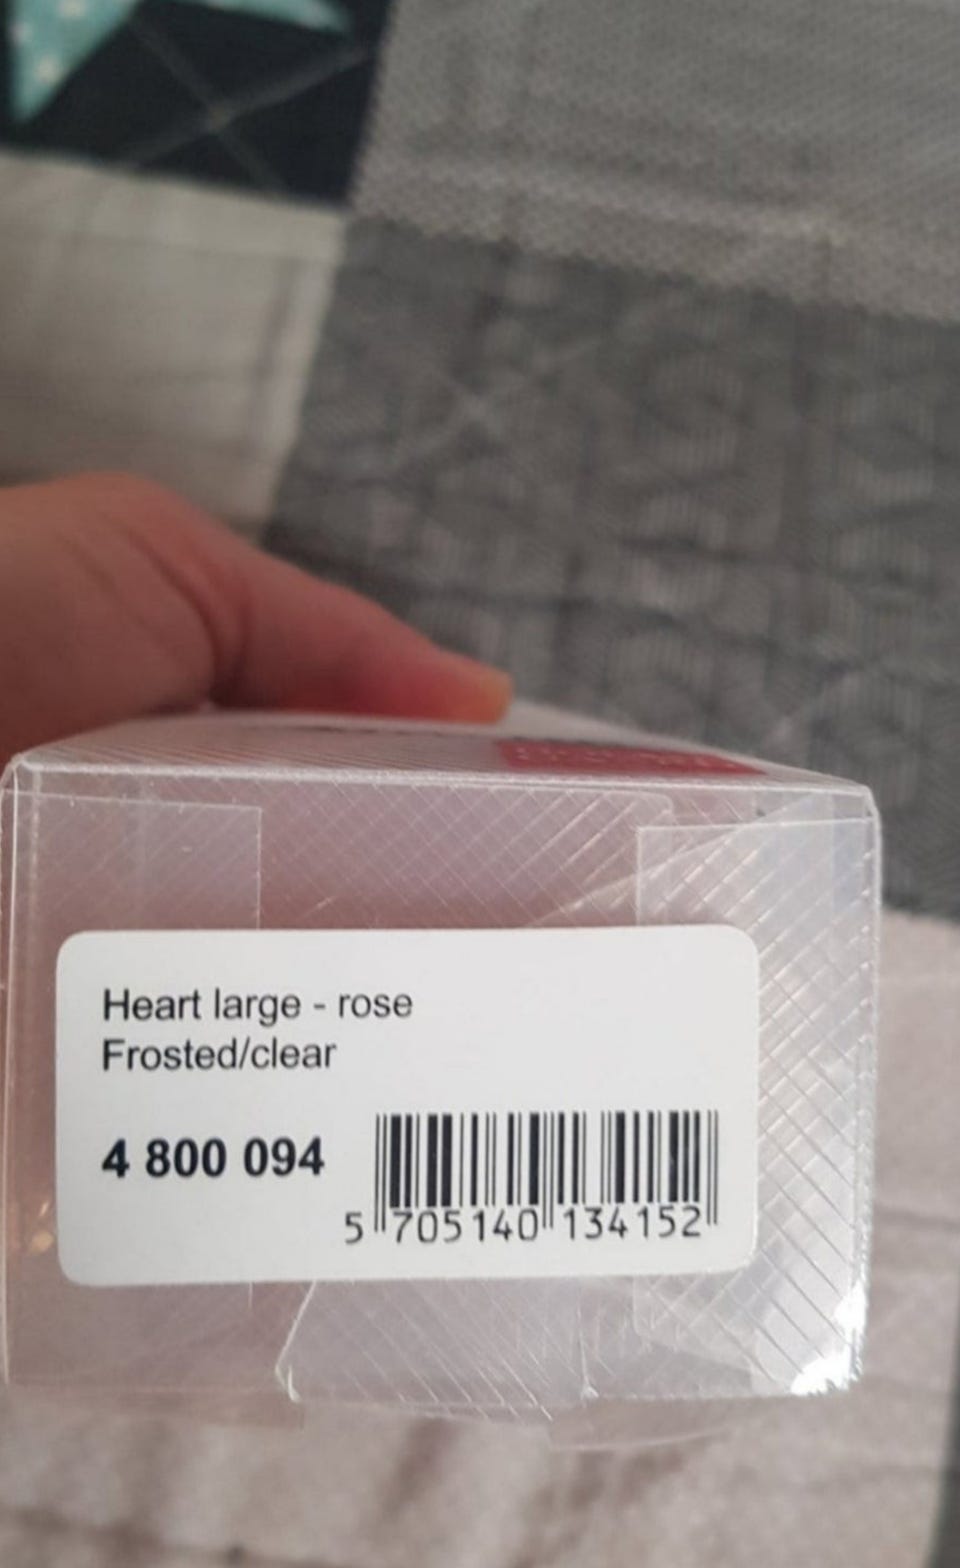 Heart large - rose
Frosted/clear
4 800 094
5 705140 134152